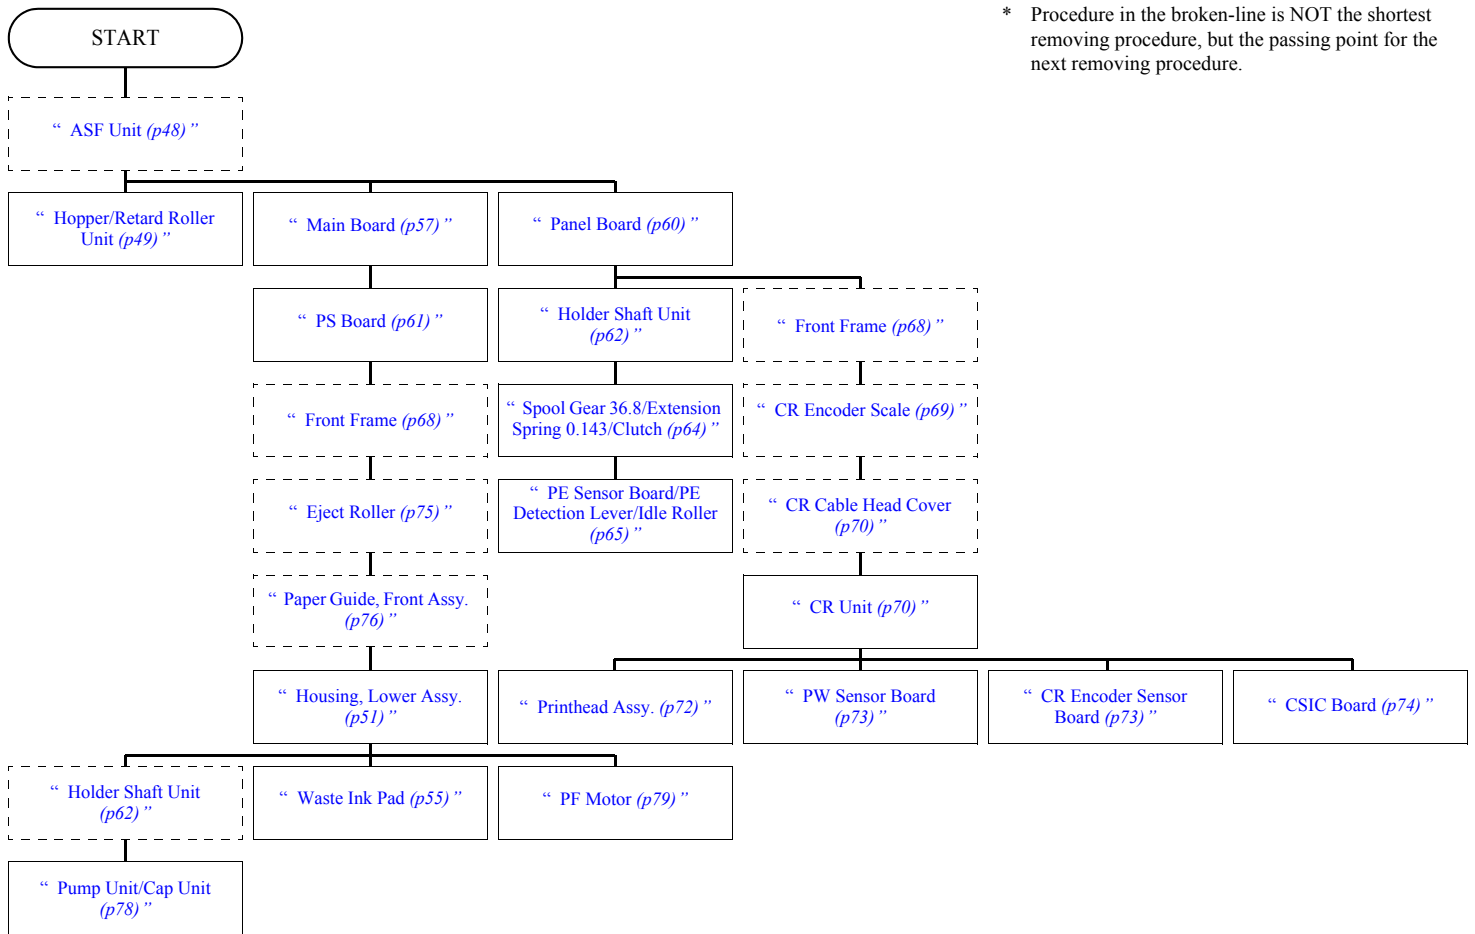 START
* Procedure in the broken-line is NOT the shortest
removing procedure, but the passing point for the
next removing procedure.
“ ASF Unit (p48) ”
“ Hopper/Retard Roller
Unit (p49) ”
“ Main Board (p57) ”
“ Panel Board (p60) ”
“ PS Board (p61) ”
“ Holder Shaft Unit
(p62) ”
“ Front Frame (p68) ”
“ Front Frame (p68) ”
“ Spool Gear 36.8/Extension
Spring 0.143/Clutch (p64) ”
“ CR Encoder Scale (p69) ”
“ Eject Roller (p75) ”
“ PE Sensor Board/PE
Detection Lever/Idle Roller
(p65) ”
“ CR Cable Head Cover
(p70) ”
“ Paper Guide, Front Assy.
(p76) ”
“ CR Unit (p70) ”
“ Housing, Lower Assy.
(p51) ”
“ Printhead Assy. (p72) ”
“ PW Sensor Board
(p73) ”
“ CR Encoder Sensor
Board (p73) ”
“ CSIC Board (p74) ”
“ Holder Shaft Unit
(p62) ”
“ Waste Ink Pad (p55) ”
“ PF Motor (p79) ”
“ Pump Unit/Cap Unit
(p78) ”